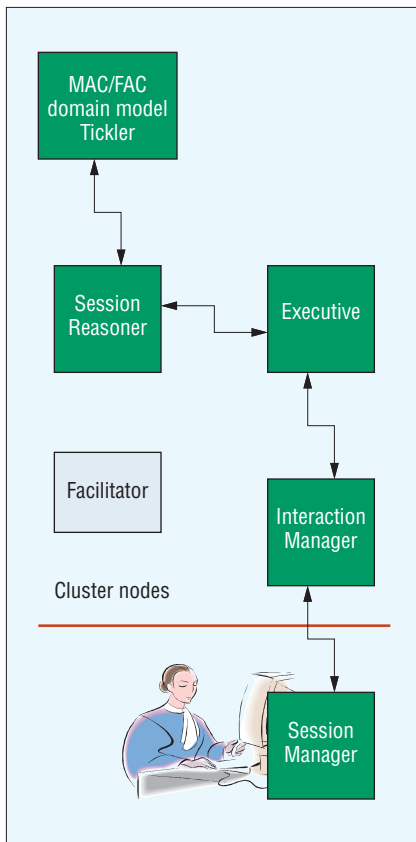 MAC/FAC
domain model
Tickler
Session
Reasoner
Executive
Facilitator
Interaction
Manager
Cluster nodes
Session
Manager